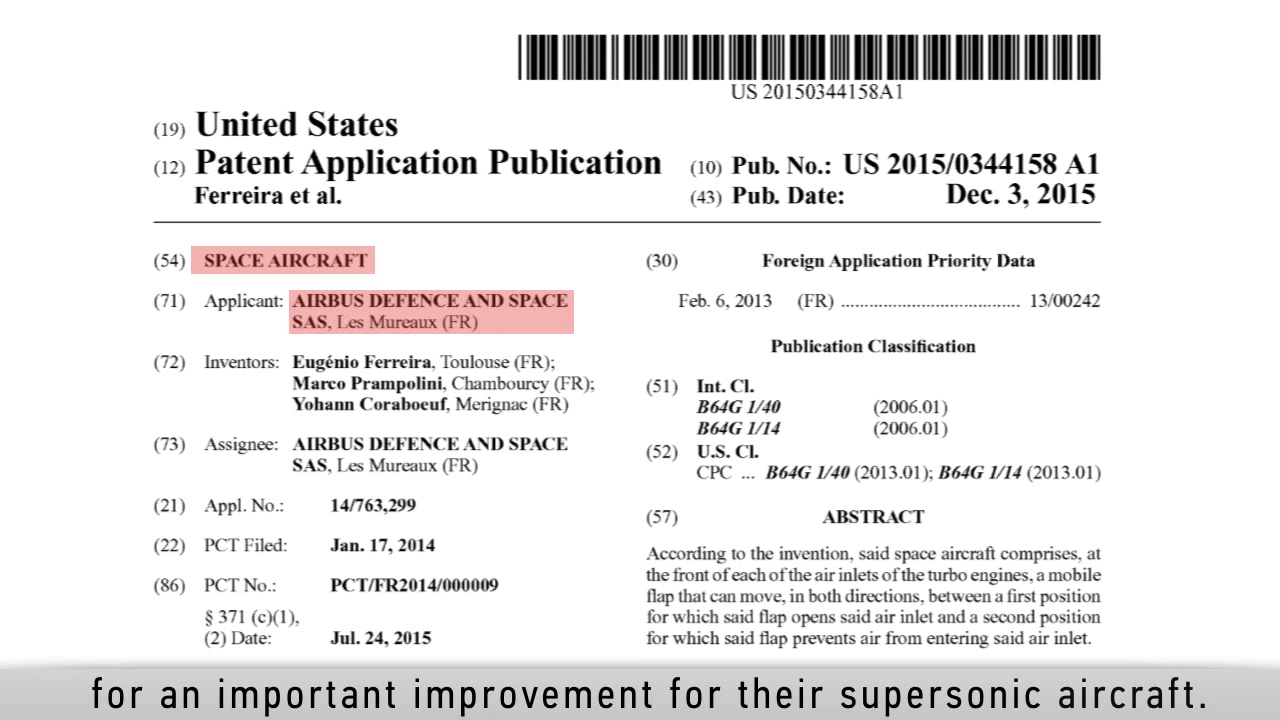 US 20150344158A1
(19) United States
(12) Patent Application Publication
Ferreira et al.
(10) Pub. No.: US 2015/0344158 A1
(43) Pub. Date: Dec. 3, 2015
(54) SPACE AIRCRAFT
(71) Applicant: AIRBUS DEFENCE AND SPACE
SAS, Les Mureaux (FR)
(72) Inventors: Eugénio Ferreira, Toulouse (FR);
Marco Prampolini, Chambourcy (FR);
Yohann Coraboeuf, Merignac (FR)
(73) Assignee: AIRBUS DEFENCE AND SPACE
SAS, Les Mureaux (FR)
(21) Appl. No.: 14/763,299
(22) PCT Filed: Jan. 17, 2014
(86) PCT No.: PCT/FR2014/000009
§ 371 (c)(1),
(2) Date: Jul. 24, 2015
(30) Foreign Application Priority Data
Feb. 6, 2013 (FR) .................................... 13/00242
Publication Classification
(51) Int. Cl.
B64G 1/40 (2006.01)
B64G 1/14 (2006.01)
(52) U.S. Cl.
CPC ... B64G 1/40 (2013.01); B64G 1/14 (2013.01)
(57) ABSTRACT
According to the invention, said space aircraft comprises, at
the front of each of the air inlets of the turbo engines, a mobile
flap that can move, in both directions, between a first position
for which said flap opens said air inlet and a second position
for which said flap prevents air from entering said air inlet.
for an important improvement for their supersonic aircraft.